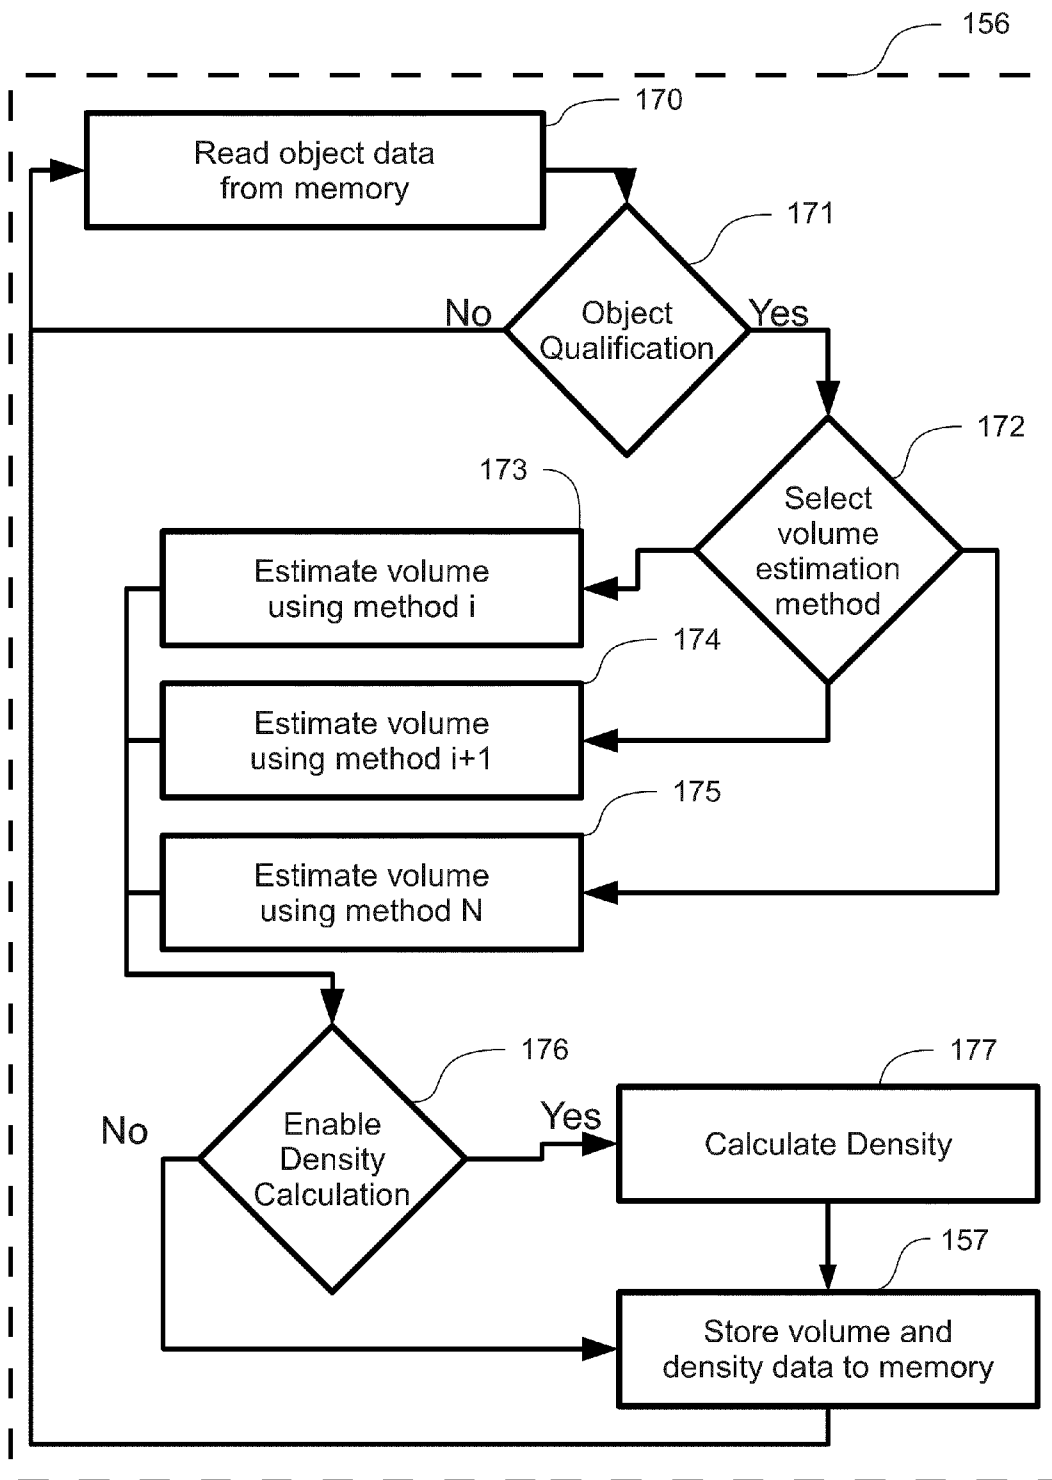 156
170
Read object data
from memory
171
No
Yes
Object
Qualification
172
173
Select
volume
estimation
method
Estimate volume
using method i
174
Estimate volume
using method i+1
175
Estimate volume
using method N
176
177
No
Yes
Enable
Density
Calculation
Calculate Density
157
Store volume and
density data to memory